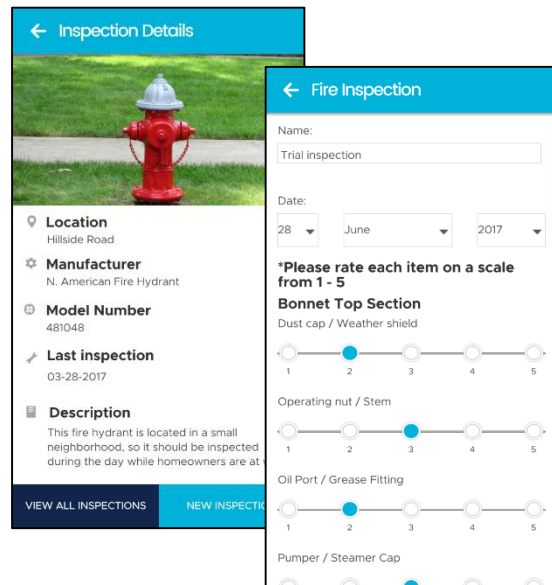 Inspection Details
Location
Hillside Road
Manufacturer
N. American Fire Hydrant
Model Number
481048
Last inspection
03-28-2017
Description
This fire hydrant is located in a small
neighborhood, so it should be inspected
during the day while homeowners are at
VIEW ALL INSPECTIONS
NEW
Fire Inspection
Name:
Trial inspection
Date:
28
June
2017
*Please rate each item on a scale
from 1 - 5
Bonnet Top Section
Dust cap / Weather shield
1 2 3 4 5
Operating nut / Stem
1 2 3 4 5
Oil Port / Grease Fitting
1 2 3 4 5
Pumper / Steamer Cap